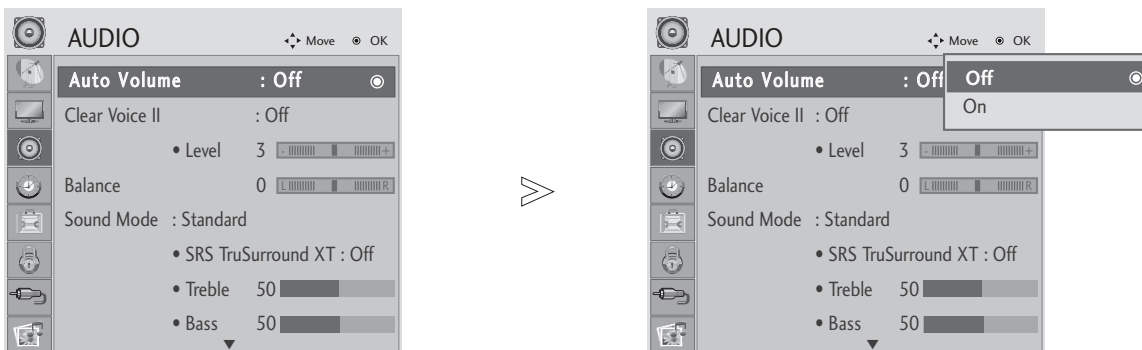 AUDIO
Move OK
Auto Volume : Off
Clear Voice II : Off
• Level 3 - +
Balance 0 L R
Sound Mode : Standard
• SRS TruSurround XT : Off
• Treble 50
• Bass 50
AUDIO
Move OK
Auto Volume : Off
Off
On
Clear Voice II : Off
• Level 3 - +
Balance 0 L R
Sound Mode : Standard
• SRS TruSurround XT : Off
• Treble 50
• Bass 50